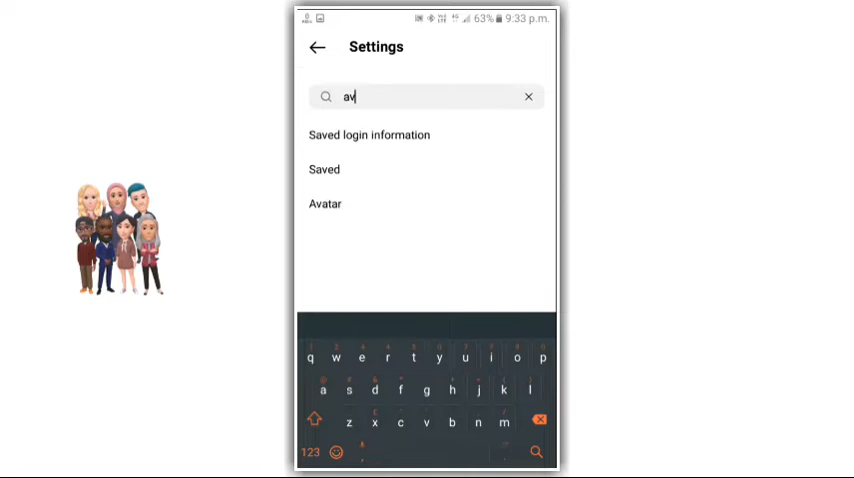 63% 9:33 p.m.
Settings
av
Saved login information
Saved
Avatar
q w e r t y u i o p
a s d f g h j k l
z x c v b n m
123